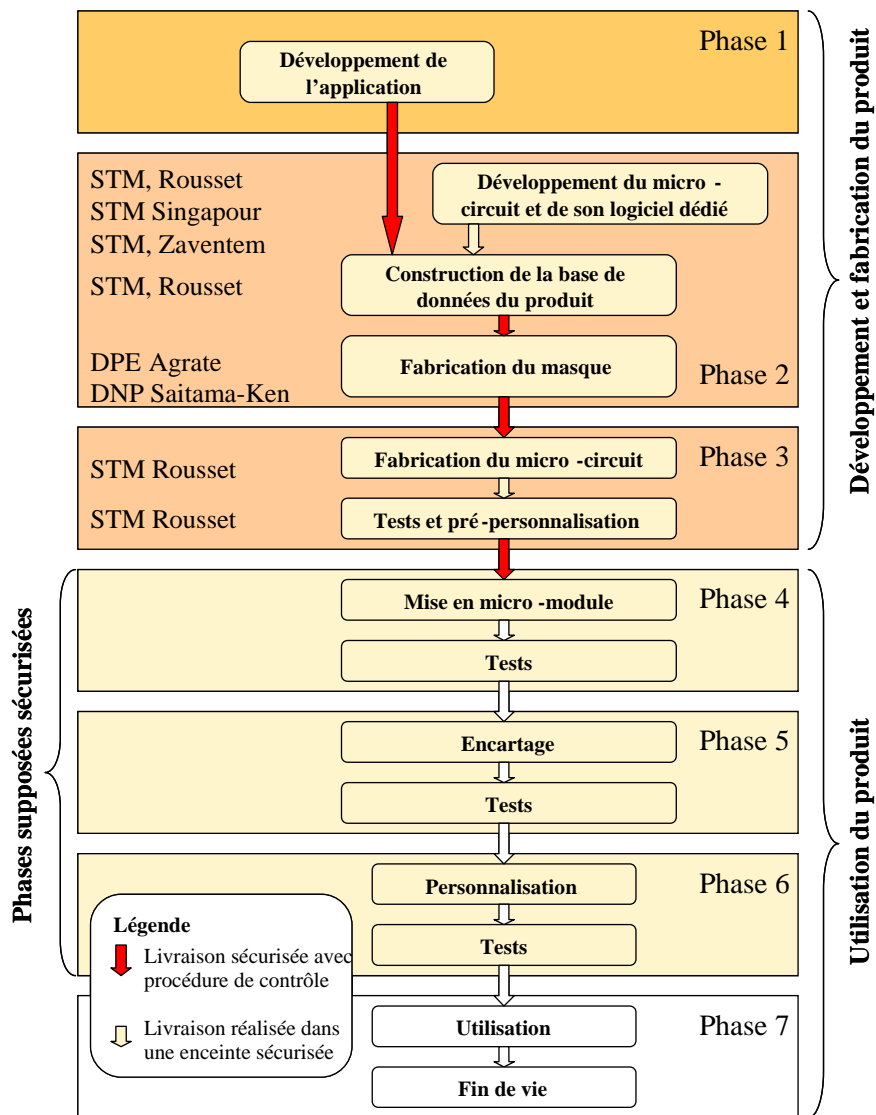 Phase 1
Développement de
l'application
STM, Rousset
STM Singapour
STM, Zaventem
Développement du micro -
circuit et de son logiciel dédié
STM, Rousset
Construction de la base de
données du produit
DPE Agrate
DNP Saitama-Ken
Fabrication du masque
Phase 2
Phase 3
STM Rousset
Fabrication du micro -circuit
STM Rousset
Tests et pré -personnalisation
Développement et fabrication du produit
Phase 4
Mise en micro -module
Tests
Phase 5
Encartage
Tests
Phase 6
Personnalisation
Tests
Phases supposées sécurisées
Légende
Livraison sécurisée avec
procédure de contrôle
Livraison réalisée dans
une enceinte sécurisée
Phase 7
Utilisation
Fin de vie
Utilisation du produit